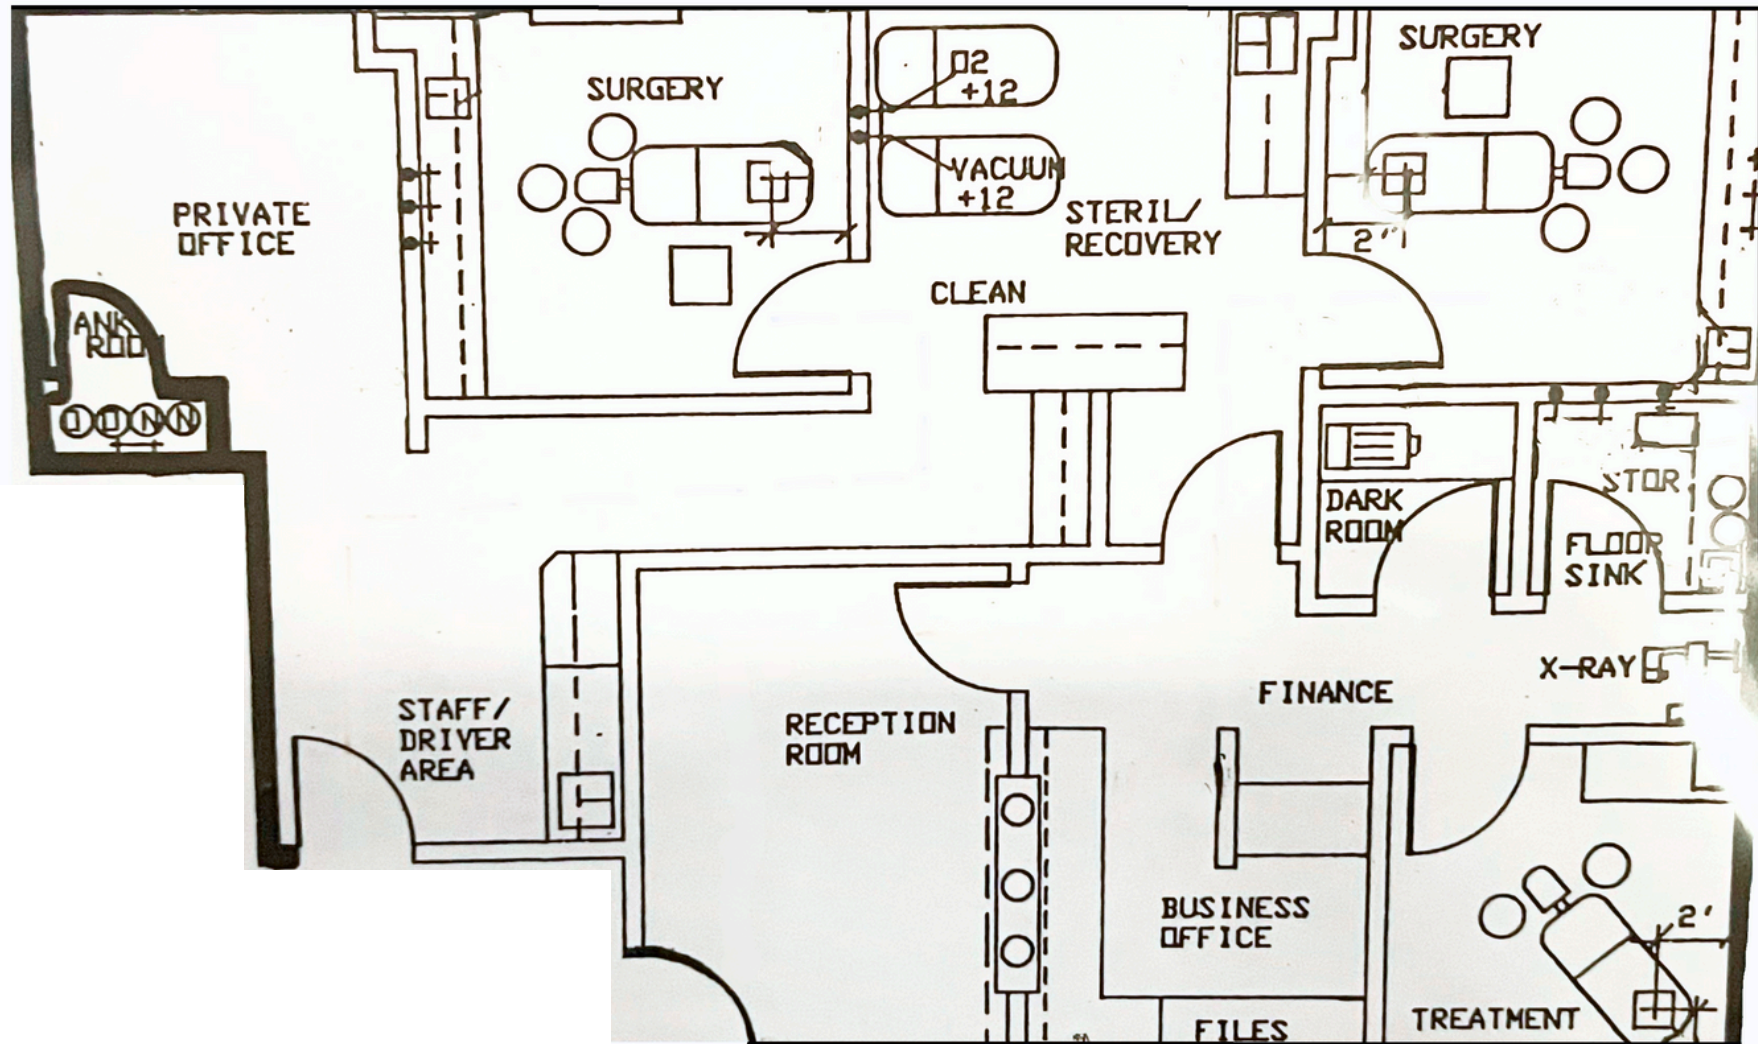 SURGERY
SURGERY
O2
+12
VACUUM
+12
PRIVATE
OFFICE
STERIL/
RECOVERY
2"
CLEAN
ROO
J O N N
DARK
ROOM
STOR.
FLOOR
SINK
X-RAY
FINANCE
STAFF/
DRIVER
AREA
RECEPTION
ROOM
BUSINESS
OFFICE
2'
TREATMENT
FILES